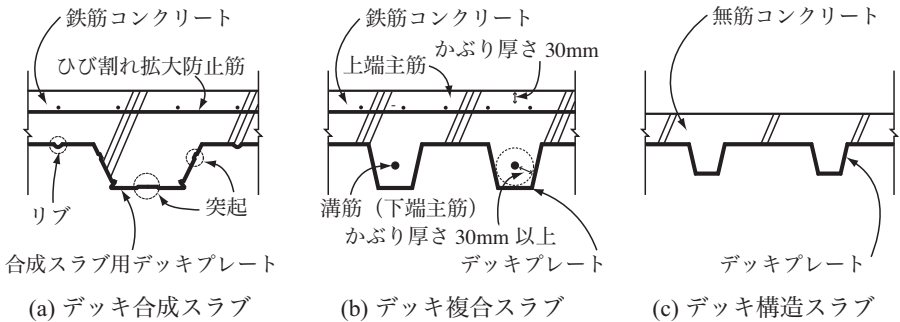 鉄筋コンクリート
ひび割れ拡大防止筋
リブ
突起
合成スラブ用デッキプレート
(a) デッキ合成スラブ
鉄筋コンクリート
かぶり厚さ 30mm
上端主筋
溝筋（下端主筋）
かぶり厚さ 30mm 以上
デッキプレート
(b) デッキ複合スラブ
無筋コンクリート
デッキプレート
(c) デッキ構造スラブ